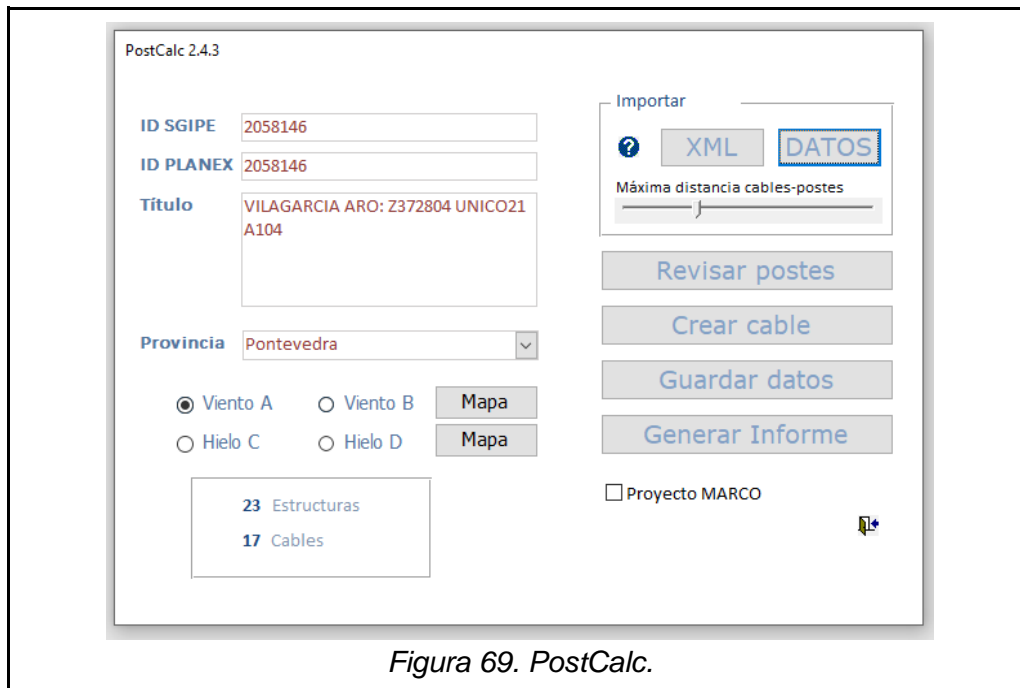 PostCalc 2.4.3
ID SGIPE 2058146
ID PLANEX 2058146
Título VILAGARCIA ARO: Z372804 UNICO21
A104
Provincia Pontevedra
Viento A Viento B Mapa
Hielo C Hielo D Mapa
23 Estructuras
17 Cables
Importar
? XML DATOS
Máxima distancia cables-postes
Revisar postes
Crear cable
Guardar datos
Generar Informe
Proyecto MARCO
Figura 69. PostCalc.